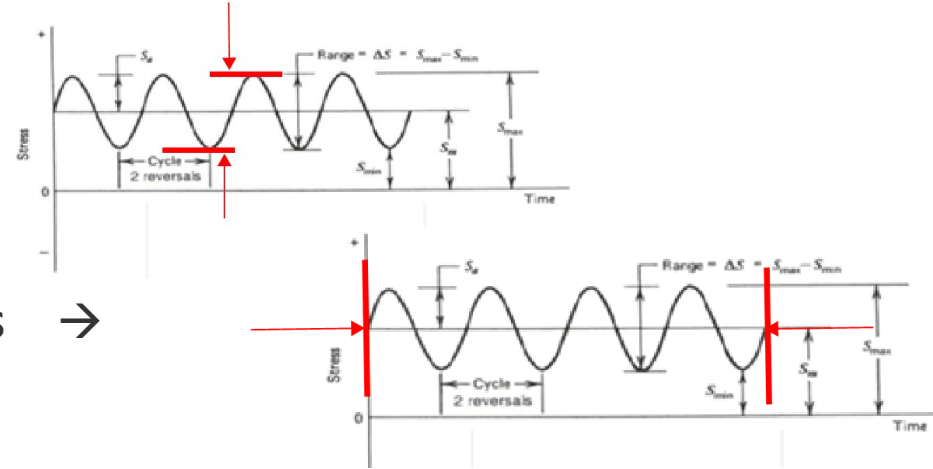 +
Sa
Range = ΔS = Smax - Smin
Stress
Smax
Sm
Smin
Cycle
2 reversals
0
Time
−
s →
+
Sa
Range = ΔS = Smax - Smin
Stress
Smax
Sm
Smin
Cycle
2 reversals
0
Time